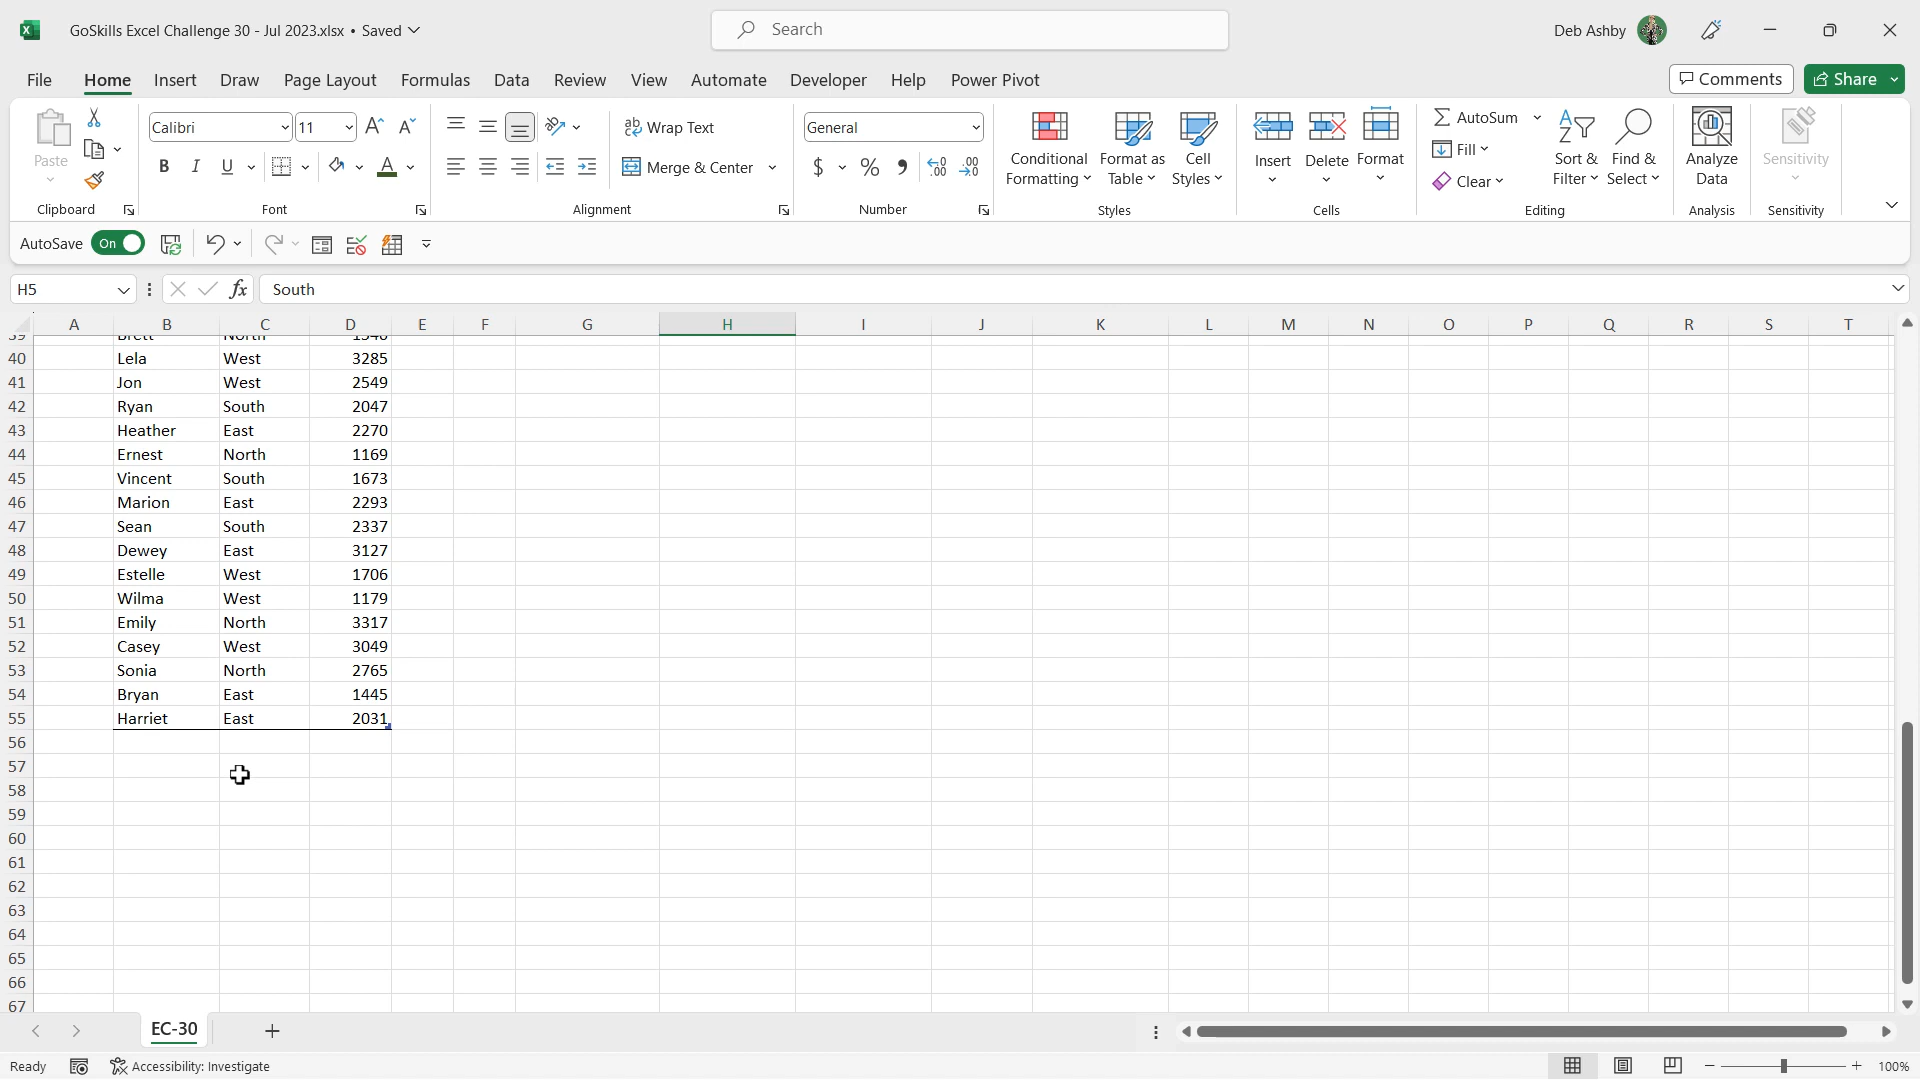 GoSkills Excel Challenge 30 - Jul 2023.xlsx • Saved
Search
Deb Ashby
File Home Insert Draw Page Layout Formulas Data Review View Automate Developer Help Power Pivot
Comments
Share
Paste
Clipboard
Calibri
11
B I U
Font
Wrap Text
Merge & Center
Alignment
General
$ % ,
Number
Conditional
Formatting
Format as
Table
Cell
Styles
Styles
Insert
Delete
Format
Cells
AutoSum
Fill
Clear
Sort &
Filter
Find &
Select
Editing
Analyze
Data
Analysis
Sensitivity
Sensitivity
AutoSave On
H5
fx
South
A B C D E F G H I J K L M N O P Q R S T
39 Brett North
40 Lela West 3285
41 Jon West 2549
42 Ryan South 2047
43 Heather East 2270
44 Ernest North 1169
45 Vincent South 1673
46 Marion East 2293
47 Sean South 2337
48 Dewey East 3127
49 Estelle West 1706
50 Wilma West 1179
51 Emily North 3317
52 Casey West 3049
53 Sonia North 2765
54 Bryan East 1445
55 Harriet East 2031
56
57
58
59
60
61
62
63
64
65
66
67
EC-30
Ready
Accessibility: Investigate
100%